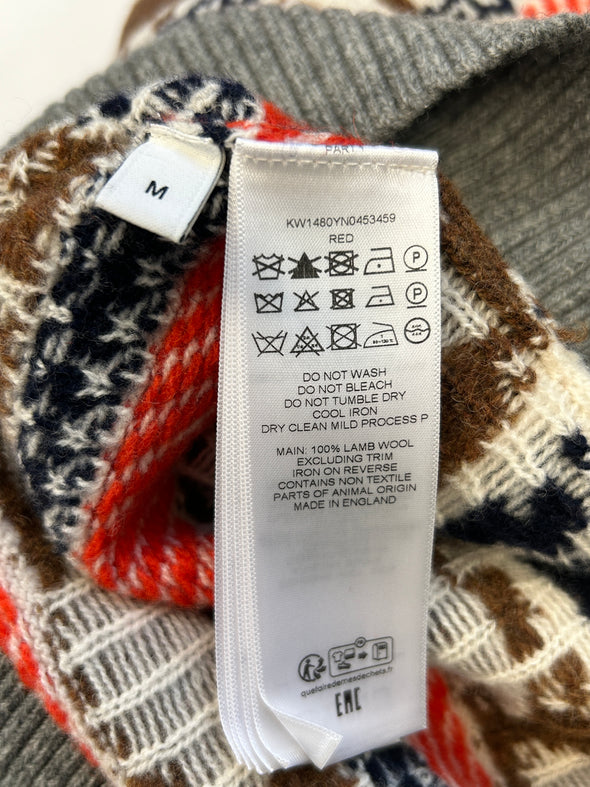 M
KW1480YN0453459
RED
P
P
DO NOT WASH
DO NOT BLEACH
DO NOT TUMBLE DRY
COOL IRON
DRY CLEAN MILD PROCESS P
MAIN: 100% LAMB WOOL
EXCLUDING TRIM
IRON ON REVERSE
CONTAINS NON TEXTILE
PARTS OF ANIMAL ORIGIN
MADE IN ENGLAND
FR
quefairedemesdechets.fr
EAC